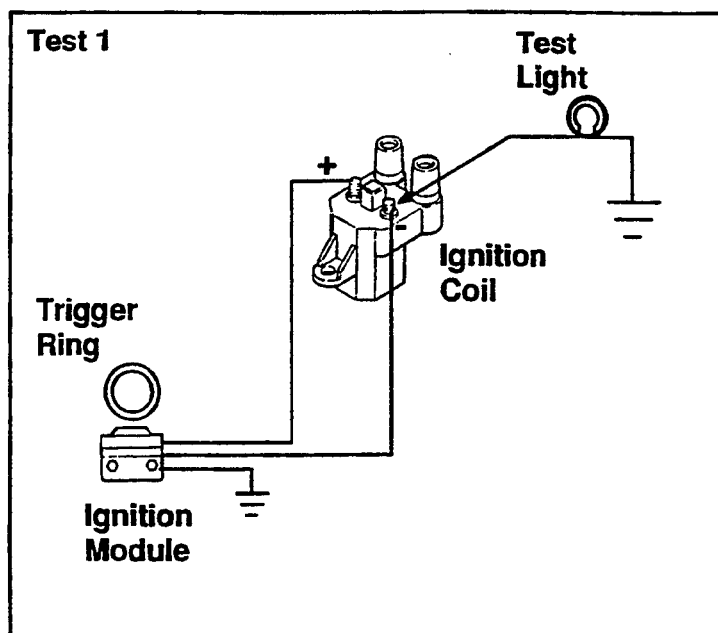 Test 1
Test
Light
+
-
Ignition
Coil
Trigger
Ring
Ignition
Module